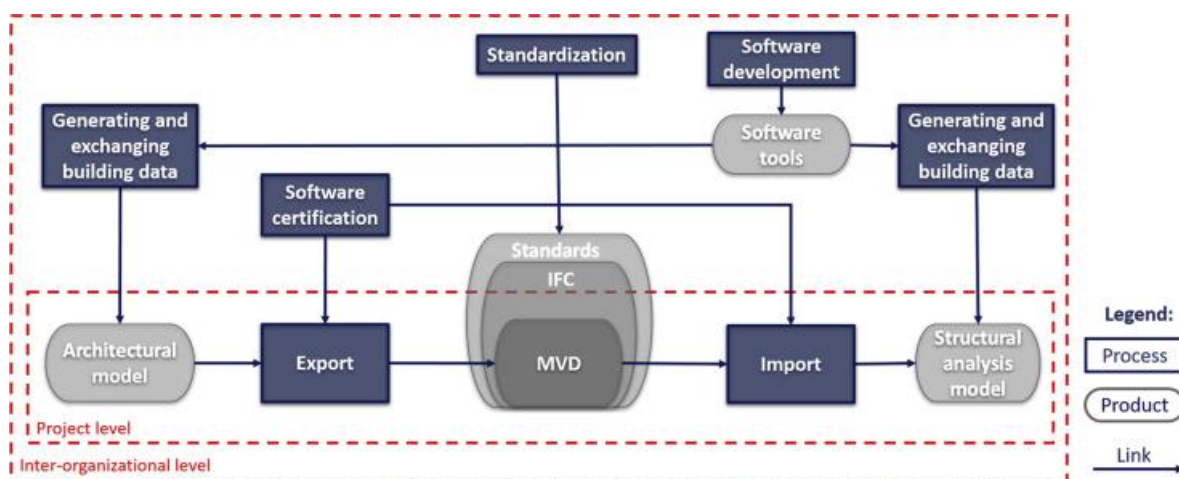 Standardization
Software
development
Generating and
exchanging
building data
Software
tools
Generating and
exchanging
building data
Software
certification
Standards
IFC
Architectural
model
Export
MVD
Import
Structural
analysis
model
Project level
Inter-organizational level
Legend:
Process
Product
Link